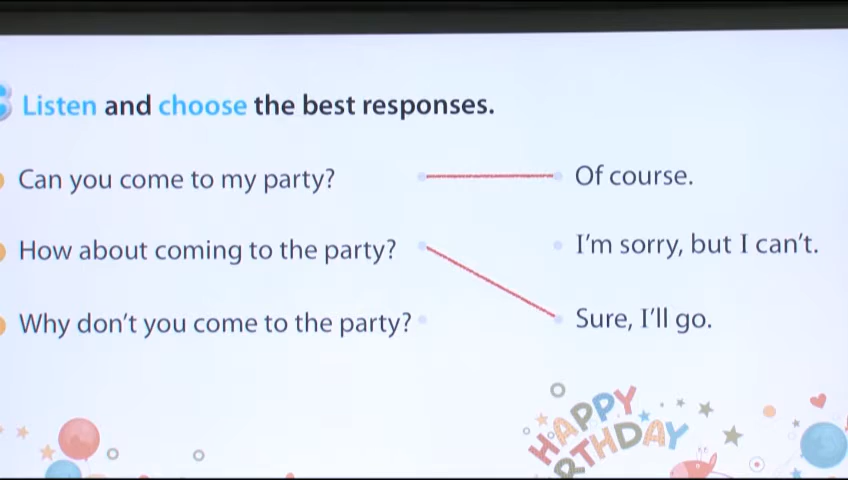 Listen and choose the best responses.
Can you come to my party?
Of course.
How about coming to the party?
I'm sorry, but I can't.
Why don't you come to the party?
Sure, I'll go.
HAPPY
RTHDAY